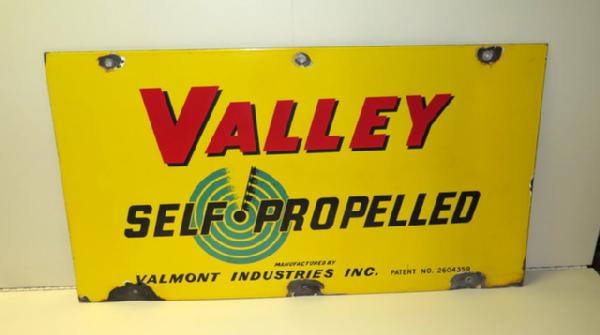 VALLEY
SELF PROPELLED
MANUFACTURED BY
VALMONT INDUSTRIES INC. PATENT NO. 2604359